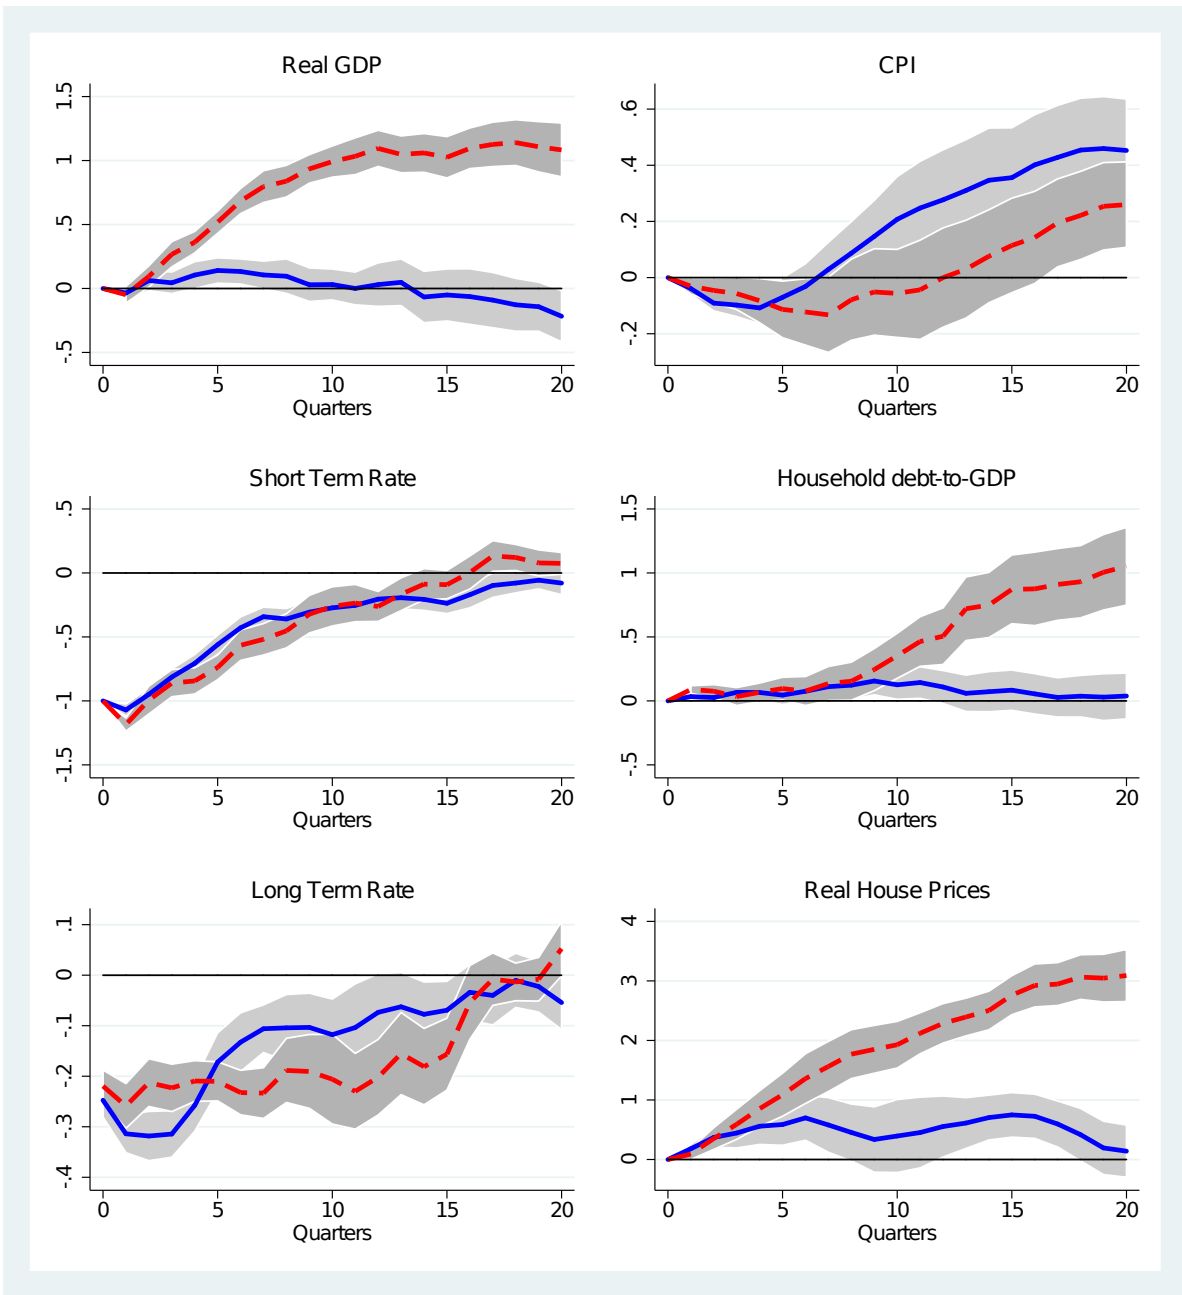 Real GDP
1.5
1
.5
0
-.5
0 5 10 15 20
Quarters
CPI
.6
.4
.2
0
-.2
0 5 10 15 20
Quarters
Short Term Rate
.5
0
-.5
-1
-1.5
0 5 10 15 20
Quarters
Household debt-to-GDP
1.5
1
.5
0
-.5
0 5 10 15 20
Quarters
Long Term Rate
.1
0
-.1
-.2
-.3
-.4
0 5 10 15 20
Quarters
Real House Prices
4
3
2
1
0
0 5 10 15 20
Quarters